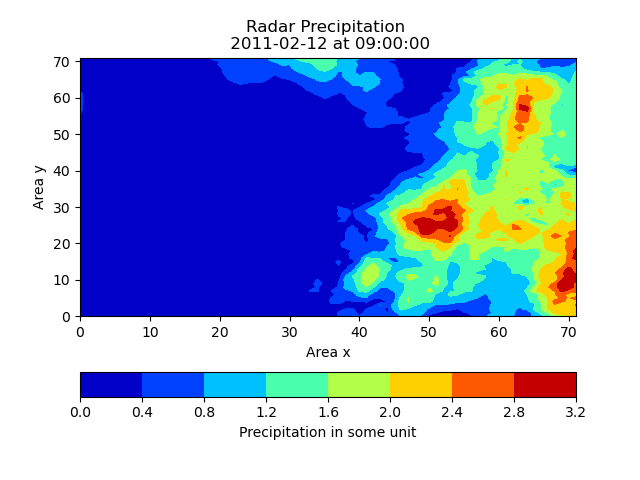 Radar Precipitation
2011-02-12 at 09:00:00
70
60
50
40
30
20
10
0
Area y
0 10 20 30 40 50 60 70
Area x
0.0 0.4 0.8 1.2 1.6 2.0 2.4 2.8 3.2
Precipitation in some unit